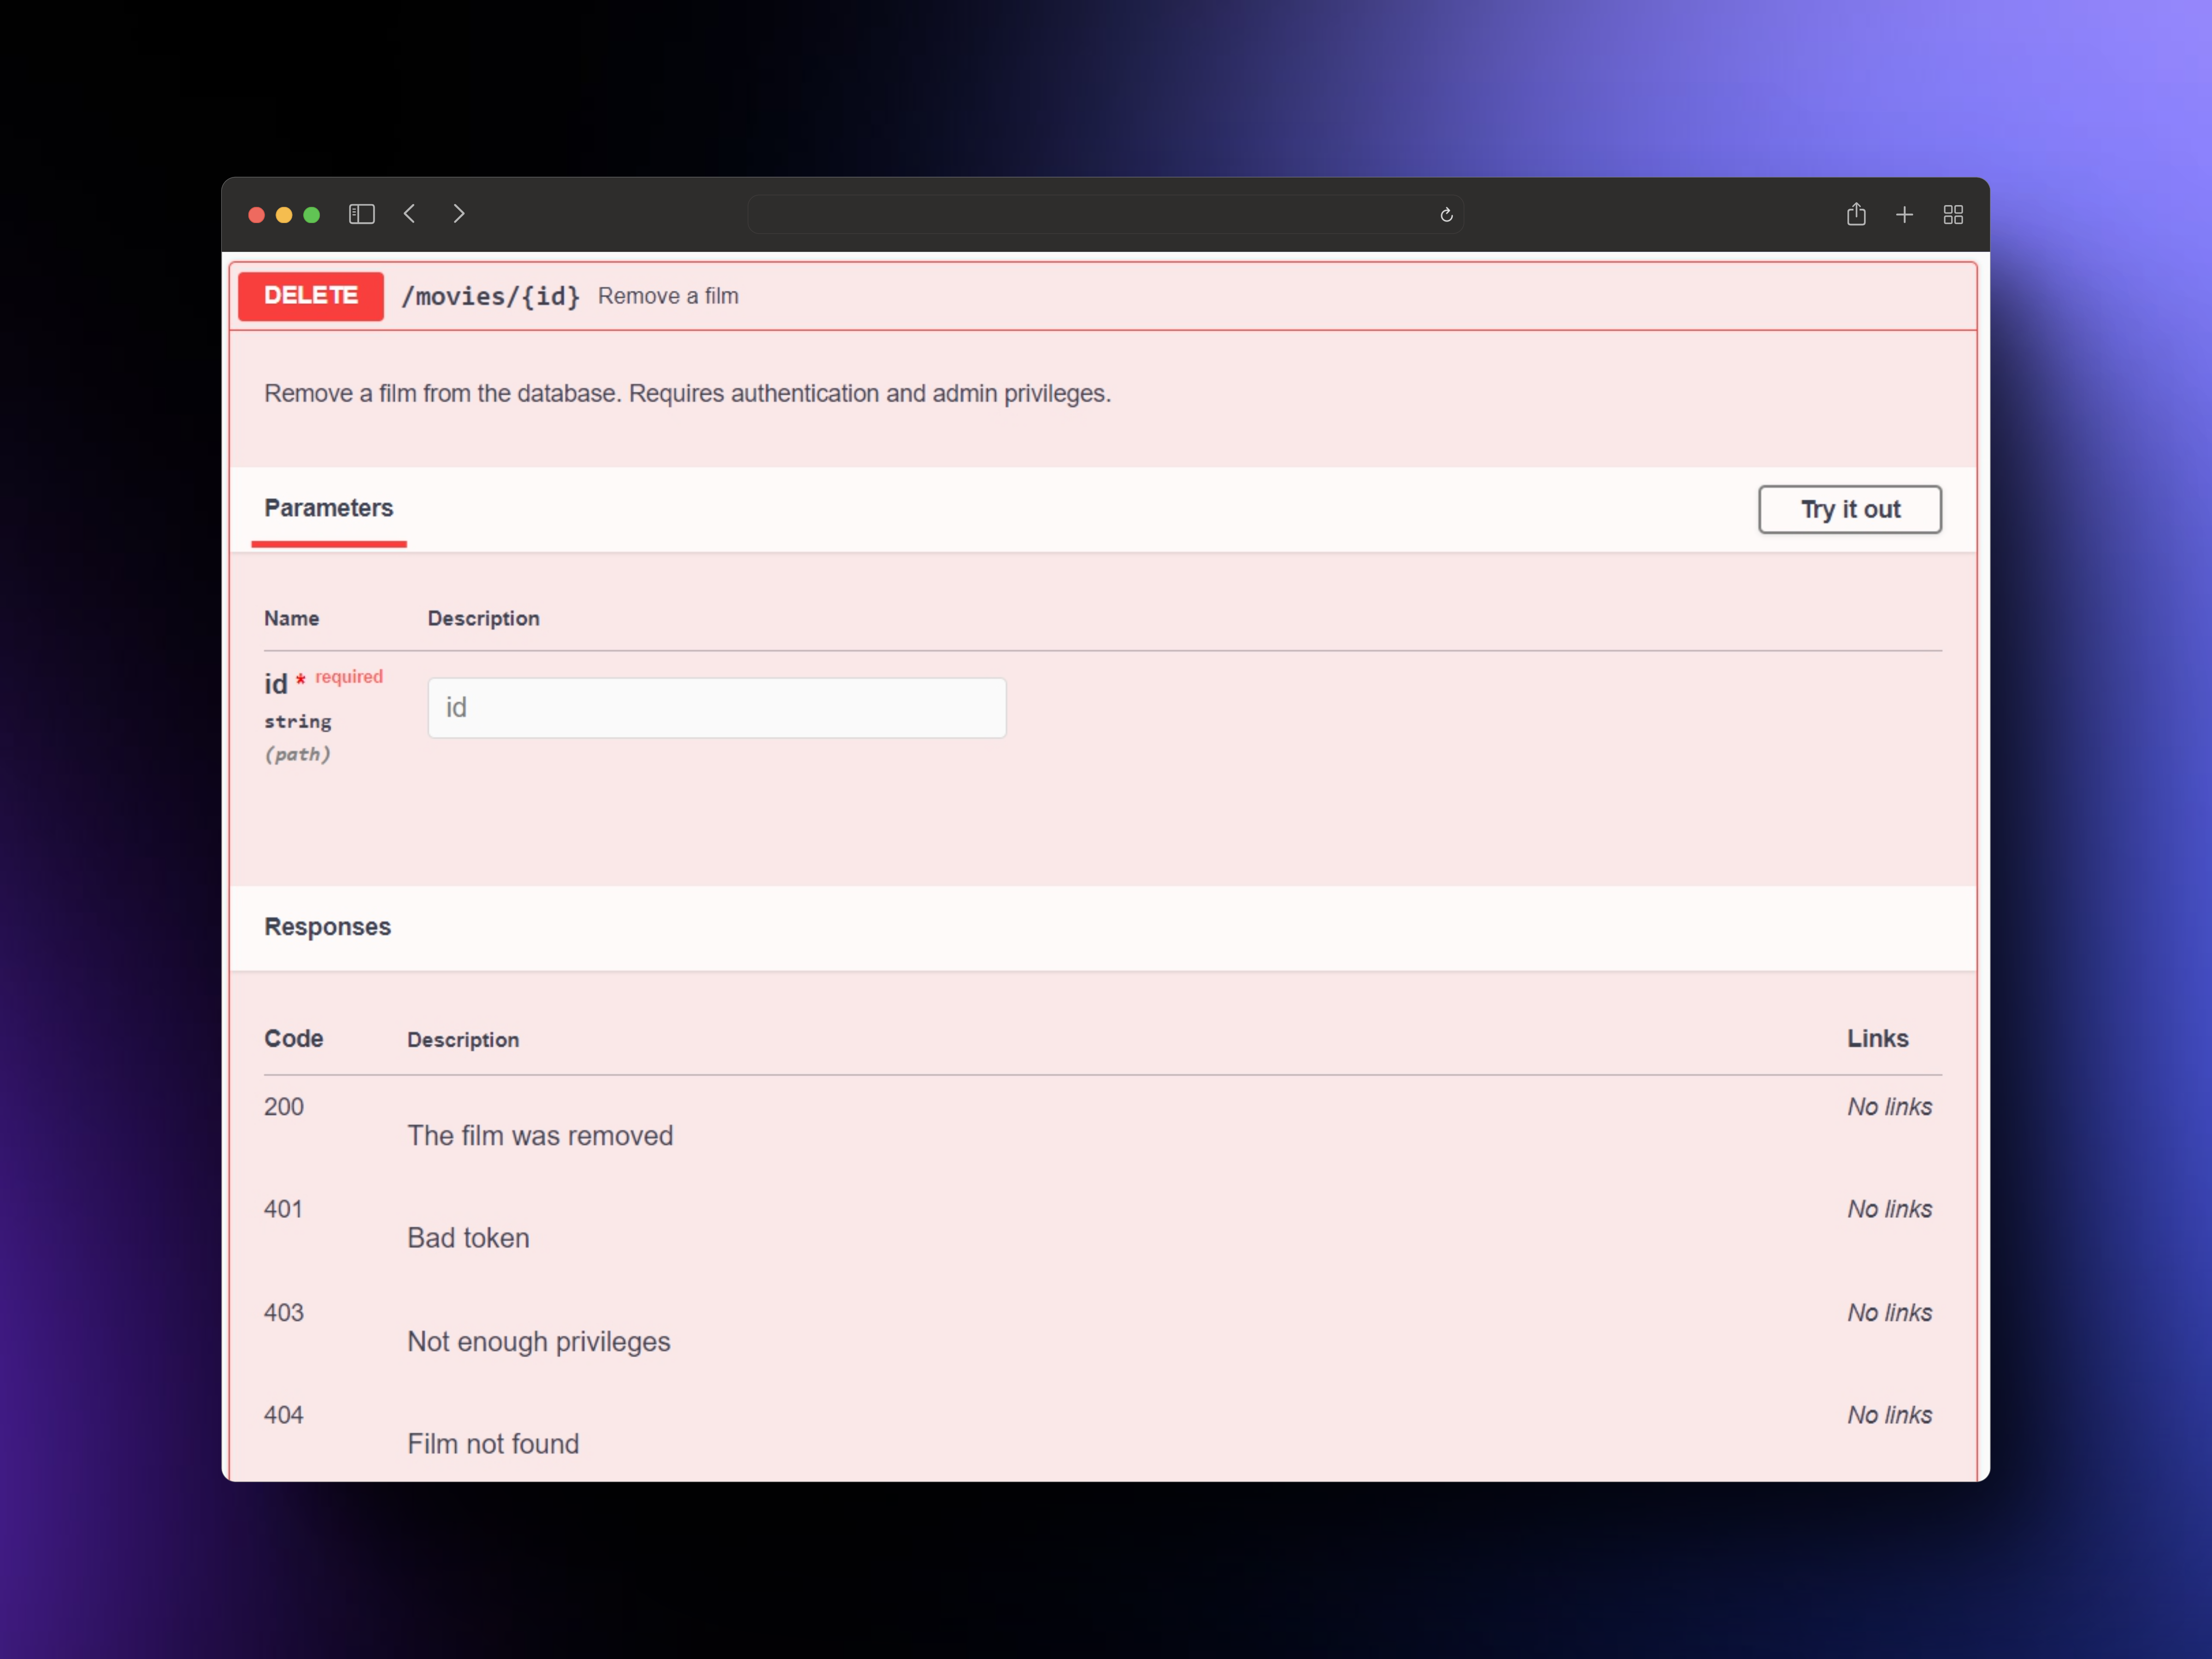 DELETE /movies/{id} Remove a film
Remove a film from the database. Requires authentication and admin privileges.
Parameters Try it out
Name Description
id * required
id
string
(path)
Responses
Code Description Links
200 No links
The film was removed
401 No links
Bad token
403 No links
Not enough privileges
404 No links
Film not found